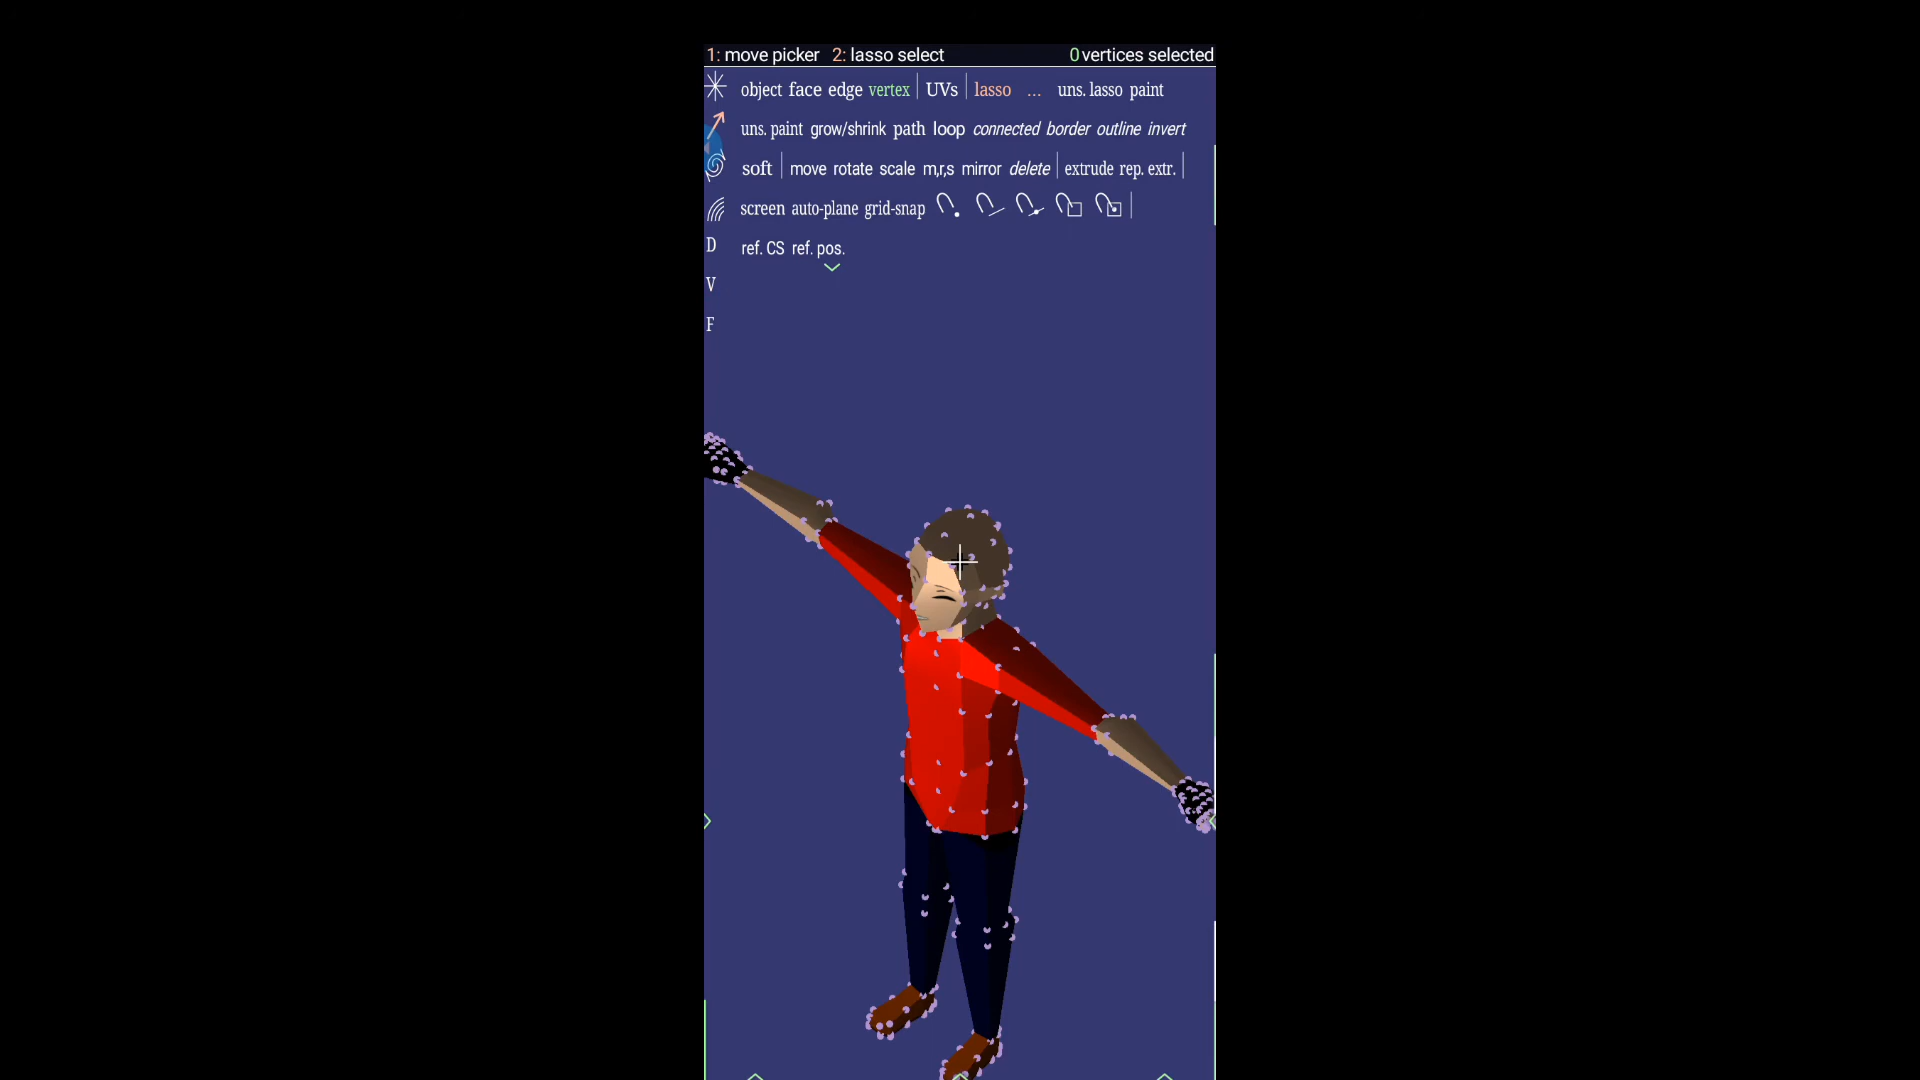 1: move picker 2: lasso select 0 vertices selected
object face edge vertex | UVs | lasso ... uns. lasso paint
uns. paint grow/shrink path loop connected border outline invert
soft | move rotate scale m,r,s mirror delete | extrude rep. extr. |
screen auto-plane grid-snap
D ref. CS ref. pos.
V
F